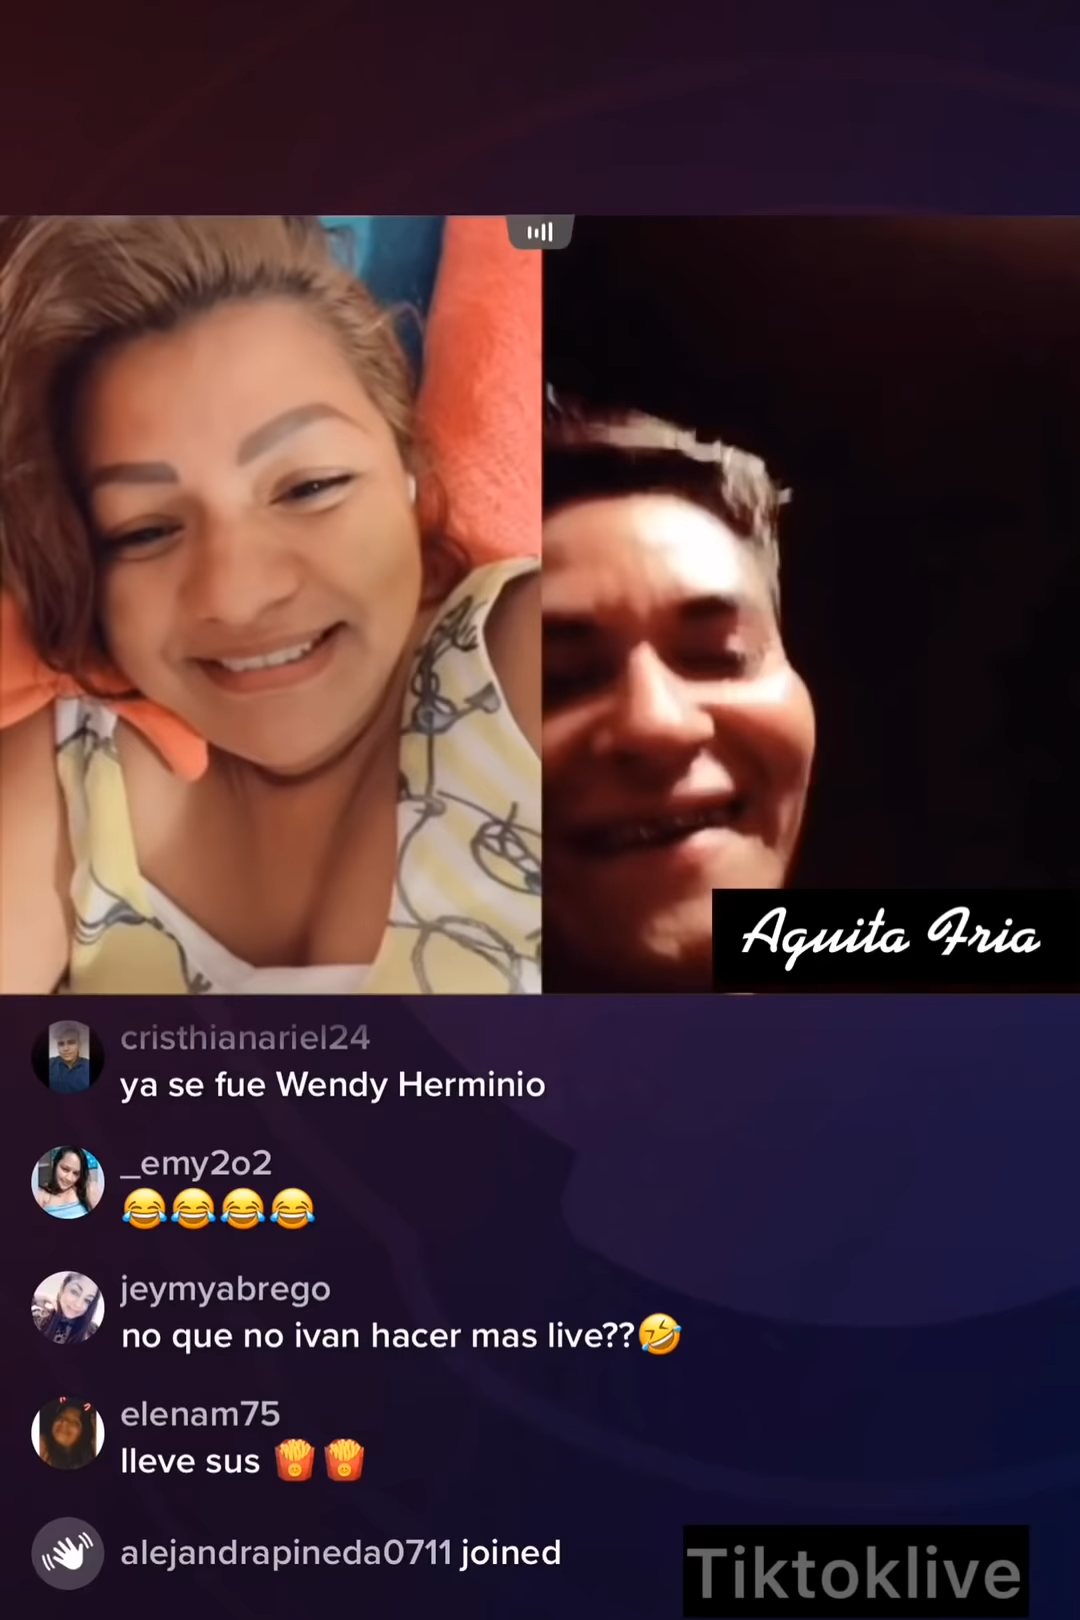 Aguita Fria
cristhianariel24
ya se fue Wendy Herminio
_emy2o2
😂😂😂😂
jeymyabrego
no que no ivan hacer mas live??🤣
elenam75
lleve sus 🍟🍟
alejandrapineda0711 joined
Tiktoklive